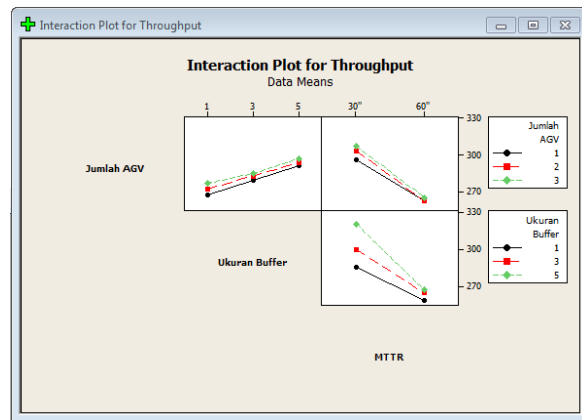 Interaction Plot for Throughput
Interaction Plot for Throughput
Data Means
1 3 5 30" 60"
330
300
270
Jumlah AGV
Jumlah
AGV
1
2
3
330
300
270
Ukuran Buffer
Ukuran
Buffer
1
3
5
MTTR